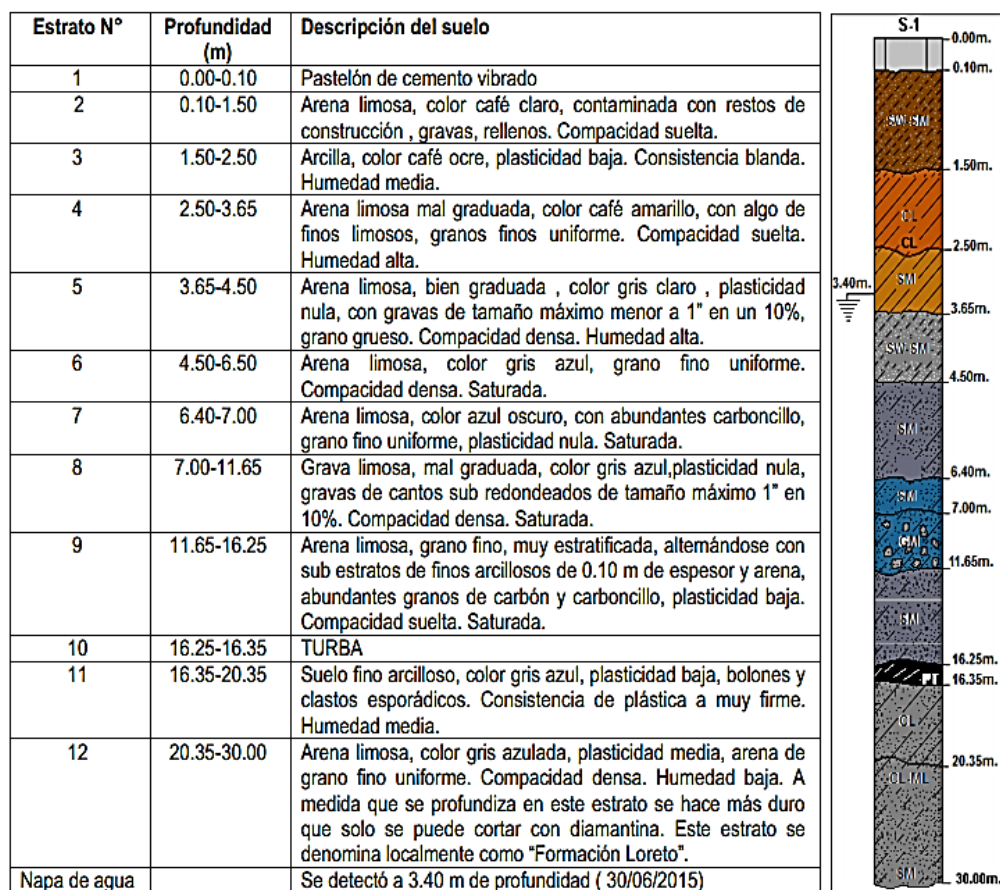 Estrato N° Profundidad (m) Descripción del suelo
1 0.00-0.10 Pastelón de cemento vibrado
2 0.10-1.50 Arena limosa, color café claro, contaminada con restos de
construcción , gravas, rellenos. Compacidad suelta.
3 1.50-2.50 Arcilla, color café ocre, plasticidad baja. Consistencia blanda.
Humedad media.
4 2.50-3.65 Arena limosa mal graduada, color café amarillo, con algo de
finos limosos, granos finos uniforme. Compacidad suelta.
Humedad alta.
5 3.65-4.50 Arena limosa, bien graduada , color gris claro , plasticidad
nula, con gravas de tamaño máximo menor a 1" en un 10%,
grano grueso. Compacidad densa. Humedad alta.
6 4.50-6.50 Arena limosa, color gris azul, grano fino uniforme.
Compacidad densa. Saturada.
7 6.40-7.00 Arena limosa, color azul oscuro, con abundantes carboncillo,
grano fino uniforme, plasticidad nula. Saturada.
8 7.00-11.65 Grava limosa, mal graduada, color gris azul,plasticidad nula,
gravas de cantos sub redondeados de tamaño máximo 1" en
10%. Compacidad densa. Saturada.
9 11.65-16.25 Arena limosa, grano fino, muy estratificada, alternándose con
sub estratos de finos arcillosos de 0.10 m de espesor y arena,
abundantes granos de carbón y carboncillo, plasticidad baja.
Compacidad suelta. Saturada.
10 16.25-16.35 TURBA
11 16.35-20.35 Suelo fino arcilloso, color gris azul, plasticidad baja, bolones y
clastos esporádicos. Consistencia de plástica a muy firme.
Humedad media.
12 20.35-30.00 Arena limosa, color gris azulada, plasticidad media, arena de
grano fino uniforme. Compacidad densa. Humedad baja. A
medida que se profundiza en este estrato se hace más duro
que solo se puede cortar con diamantina. Este estrato se
denomina localmente como "Formación Loreto".
Napa de agua Se detectó a 3.40 m de profundidad ( 30/06/2015)
S-1
0.00m.
0.10m.
SW-SM
1.50m.
CL
CL
2.50m.
SM
3.40m.
3.65m.
SW-SM
4.50m.
SM
6.40m.
SM
7.00m.
GM
11.65m.
SM
16.25m.
PT
16.35m.
CL
20.35m.
CL-ML
SM
30.00m.